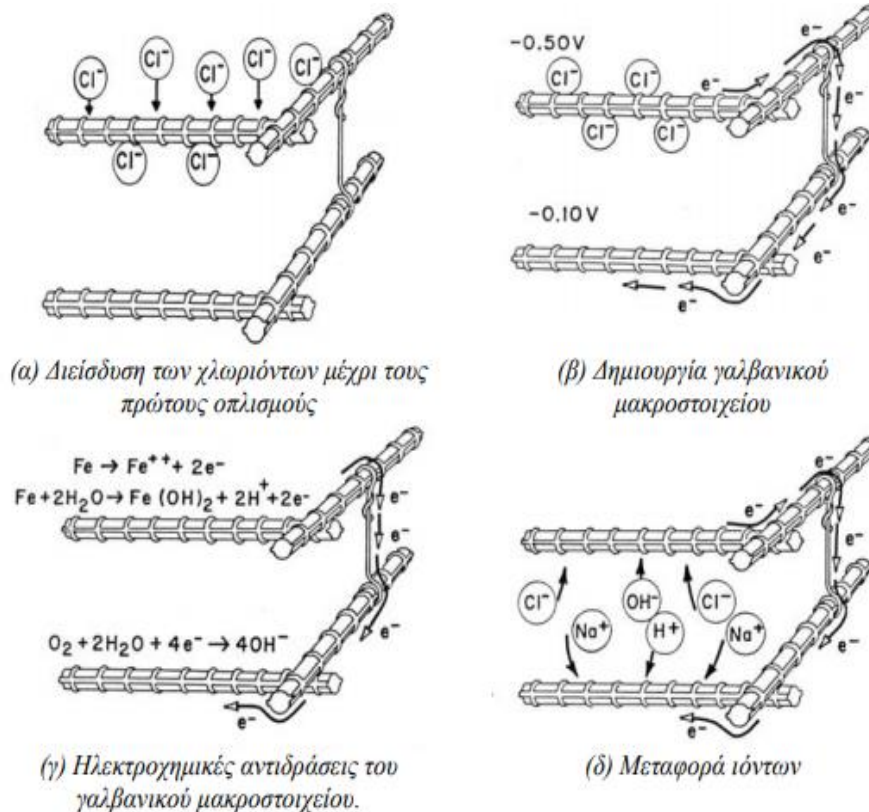 Cl⁻ Cl⁻ Cl⁻ Cl⁻ Cl⁻
Cl⁻ Cl⁻
(α) Διείσδυση των χλωριόντων μέχρι τους
πρώτους οπλισμούς
-0.50V e⁻
Cl⁻ Cl⁻ e⁻
Cl⁻ Cl⁻ e⁻
-0.10V e⁻
e⁻
e⁻
(β) Δημιουργία γαλβανικού
μακροστοιχείου
Fe → Fe⁺⁺ + 2e⁻
Fe+2H₂O → Fe (OH)₂ + 2H⁺ +2e⁻
e⁻
e⁻
O₂ + 2H₂O + 4e⁻ → 4OH⁻
e⁻
e⁻
(γ) Ηλεκτροχημικές αντιδράσεις του
γαλβανικού μακροστοιχείου.
e⁻
e⁻
e⁻
Cl⁻ OH⁻ Cl⁻
Na⁺ H⁺ Na⁺
e⁻
e⁻
(δ) Μεταφορά ιόντων